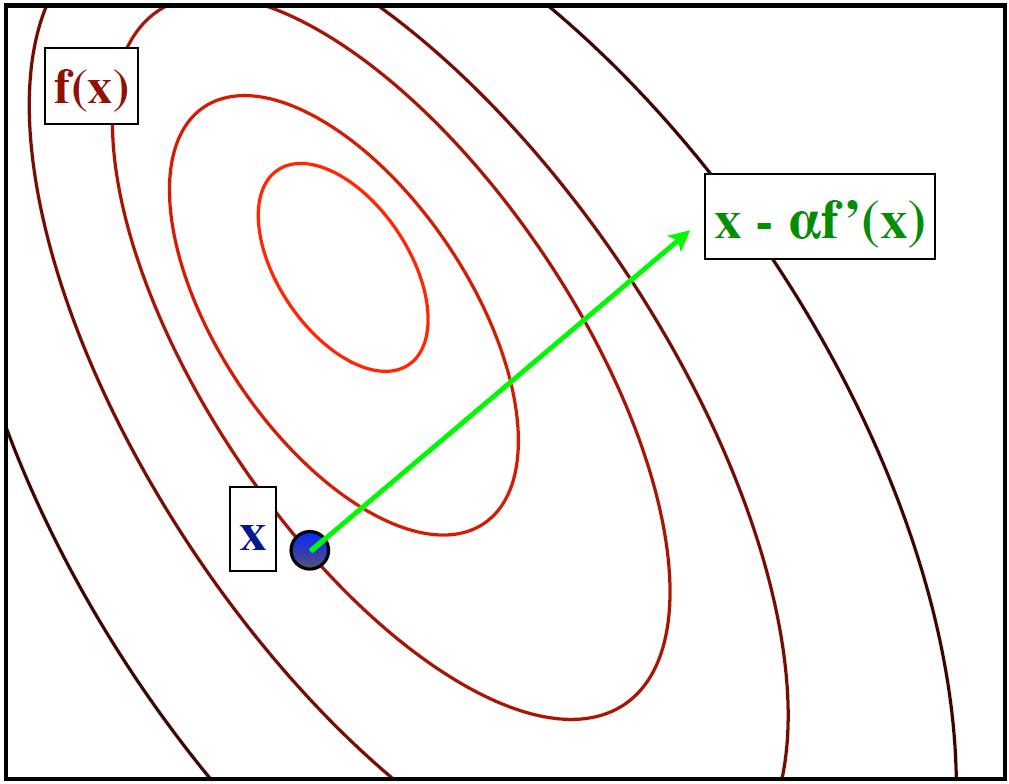 f(x)
x - αf’(x)
x